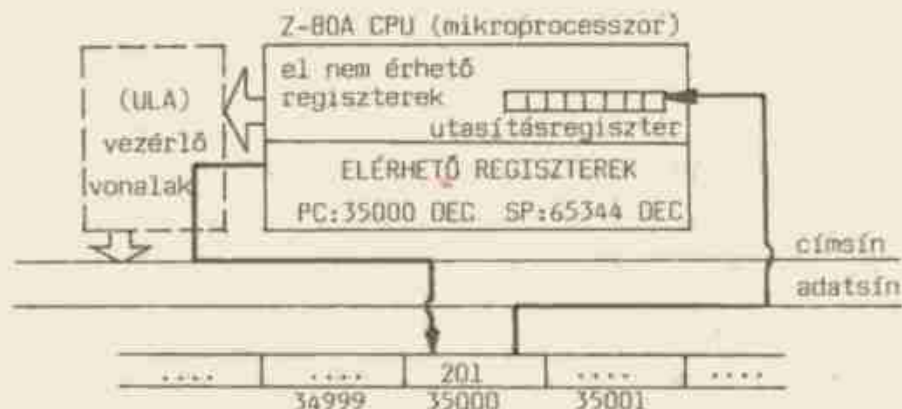 Z-80A CPU (mikroprocesszor)
el nem érhető
regiszterek
(ULA)
vezérlő
vonalak
utasításregiszter
ELÉRHETŐ REGISZTEREK
PC:35000 DEC SP:65344 DEC
címsín
adatsín
.... .... 201 .... ....
34999 35000 35001